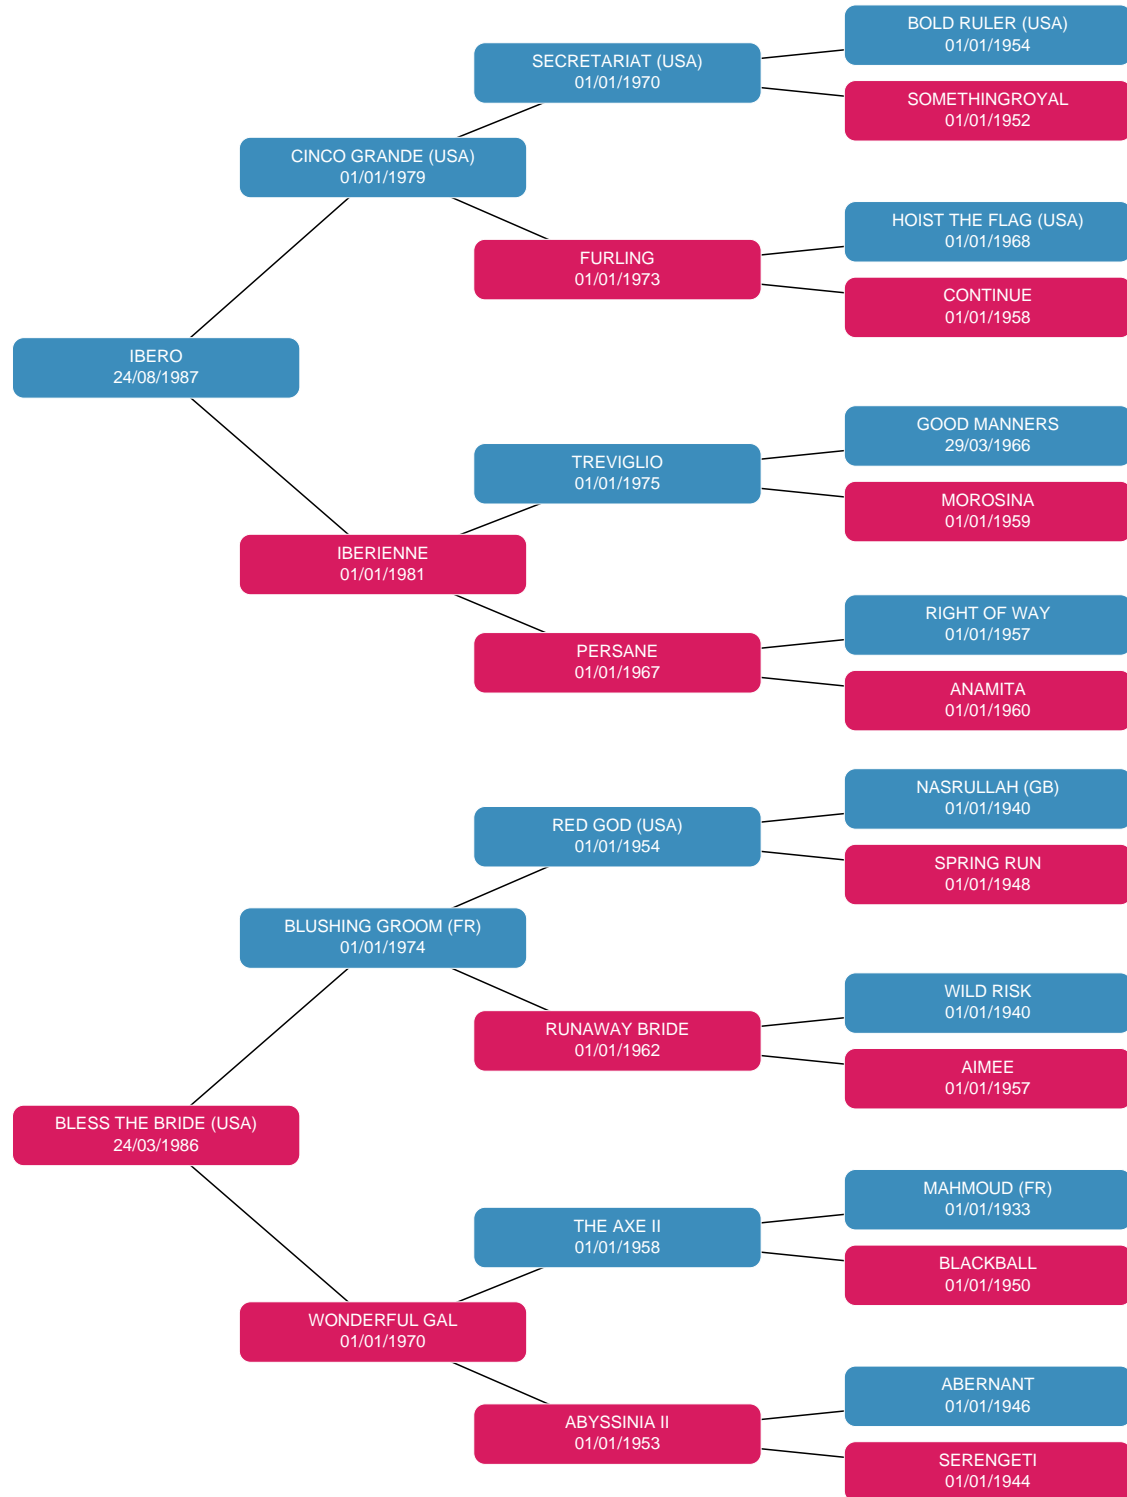 BOLD RULER (USA)
01/01/1954
SECRETARIAT (USA)
01/01/1970
SOMETHINGROYAL
01/01/1952
CINCO GRANDE (USA)
01/01/1979
HOIST THE FLAG (USA)
01/01/1968
FURLING
01/01/1973
CONTINUE
01/01/1958
IBERO
24/08/1987
GOOD MANNERS
29/03/1966
TREVIGLIO
01/01/1975
MOROSINA
01/01/1959
IBERIENNE
01/01/1981
RIGHT OF WAY
01/01/1957
PERSANE
01/01/1967
ANAMITA
01/01/1960
NASRULLAH (GB)
01/01/1940
RED GOD (USA)
01/01/1954
SPRING RUN
01/01/1948
BLUSHING GROOM (FR)
01/01/1974
WILD RISK
01/01/1940
RUNAWAY BRIDE
01/01/1962
AIMEE
01/01/1957
BLESS THE BRIDE (USA)
24/03/1986
MAHMOUD (FR)
01/01/1933
THE AXE II
01/01/1958
BLACKBALL
01/01/1950
WONDERFUL GAL
01/01/1970
ABERNANT
01/01/1946
ABYSSINIA II
01/01/1953
SERENGETI
01/01/1944